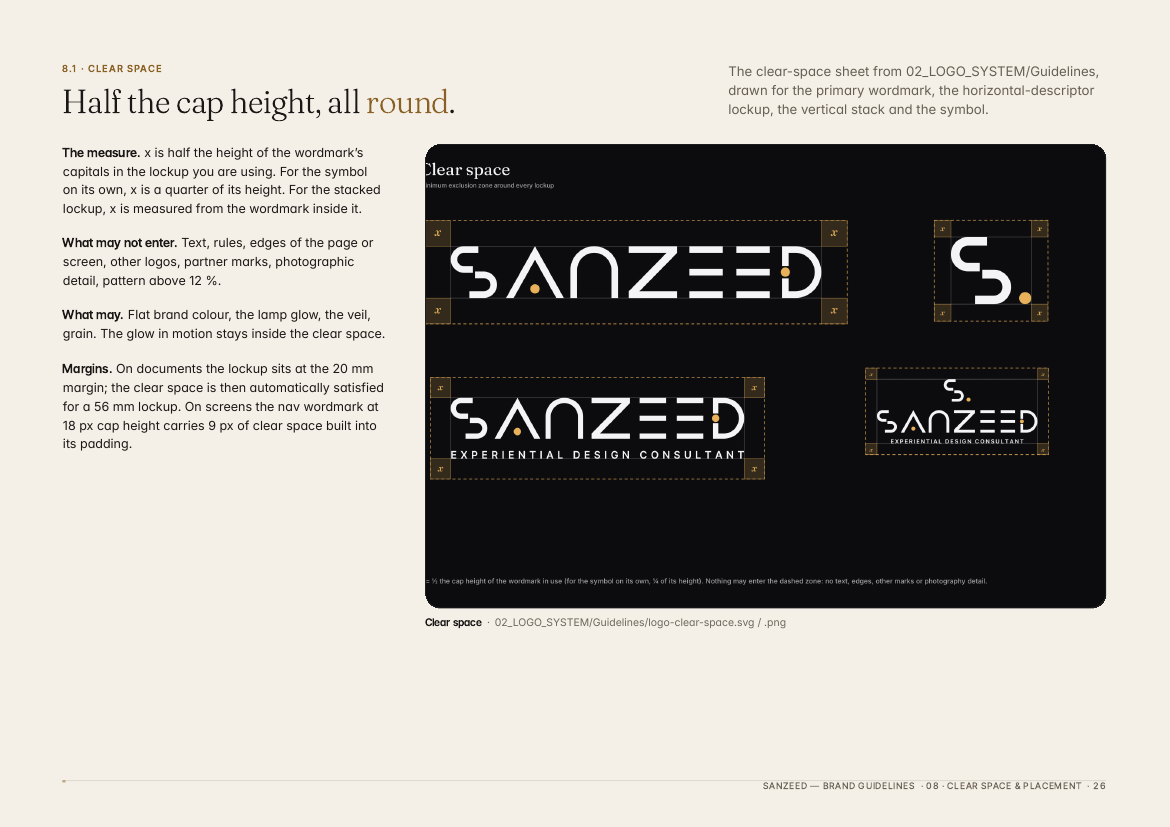 8.1 · CLEAR SPACE
Half the cap height, all round.
The clear-space sheet from 02_LOGO_SYSTEM/Guidelines,
drawn for the primary wordmark, the horizontal-descriptor
lockup, the vertical stack and the symbol.
The measure. x is half the height of the wordmark’s
capitals in the lockup you are using. For the symbol
on its own, x is a quarter of its height. For the stacked
lockup, x is measured from the wordmark inside it.
What may not enter. Text, rules, edges of the page or
screen, other logos, partner marks, photographic
detail, pattern above 12 %.
What may. Flat brand colour, the lamp glow, the veil,
grain. The glow in motion stays inside the clear space.
Margins. On documents the lockup sits at the 20 mm
margin; the clear space is then automatically satisfied
for a 56 mm lockup. On screens the nav wordmark at
18 px cap height carries 9 px of clear space built into
its padding.
Clear space
inimum exclusion zone around every lockup
x x
SANZEED
x x
x x
S.
x x
x x
SANZEED
EXPERIENTIAL DESIGN CONSULTANT
x x
x x
S.
SANZEED
EXPERIENTIAL DESIGN CONSULTANT
x x
= ½ the cap height of the wordmark in use (for the symbol on its own, ¼ of its height). Nothing may enter the dashed zone: no text, edges, other marks or photography detail.
Clear space · 02_LOGO_SYSTEM/Guidelines/logo-clear-space.svg / .png
SANZEED — BRAND GUIDELINES · 08 · CLEAR SPACE & PLACEMENT · 26